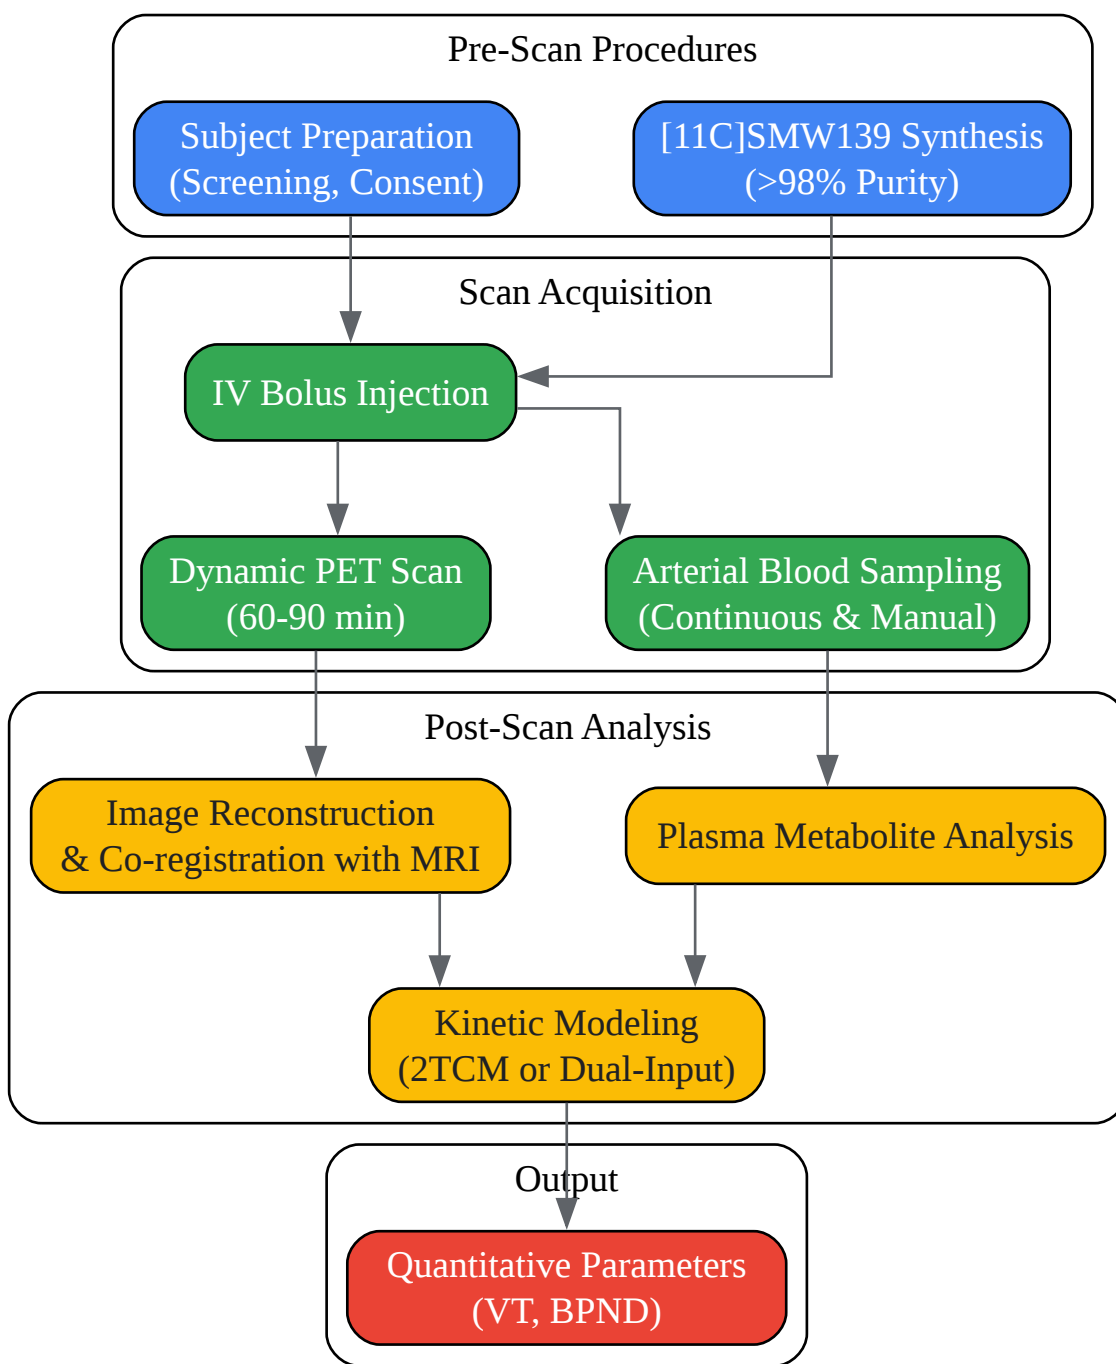 Pre-Scan Procedures
Subject Preparation
(Screening, Consent)
[11C]SMW139 Synthesis
(>98% Purity)
Scan Acquisition
IV Bolus Injection
Dynamic PET Scan
(60-90 min)
Arterial Blood Sampling
(Continuous & Manual)
Post-Scan Analysis
Image Reconstruction
& Co-registration with MRI
Plasma Metabolite Analysis
Kinetic Modeling
(2TCM or Dual-Input)
Output
Quantitative Parameters
(VT, BPND)